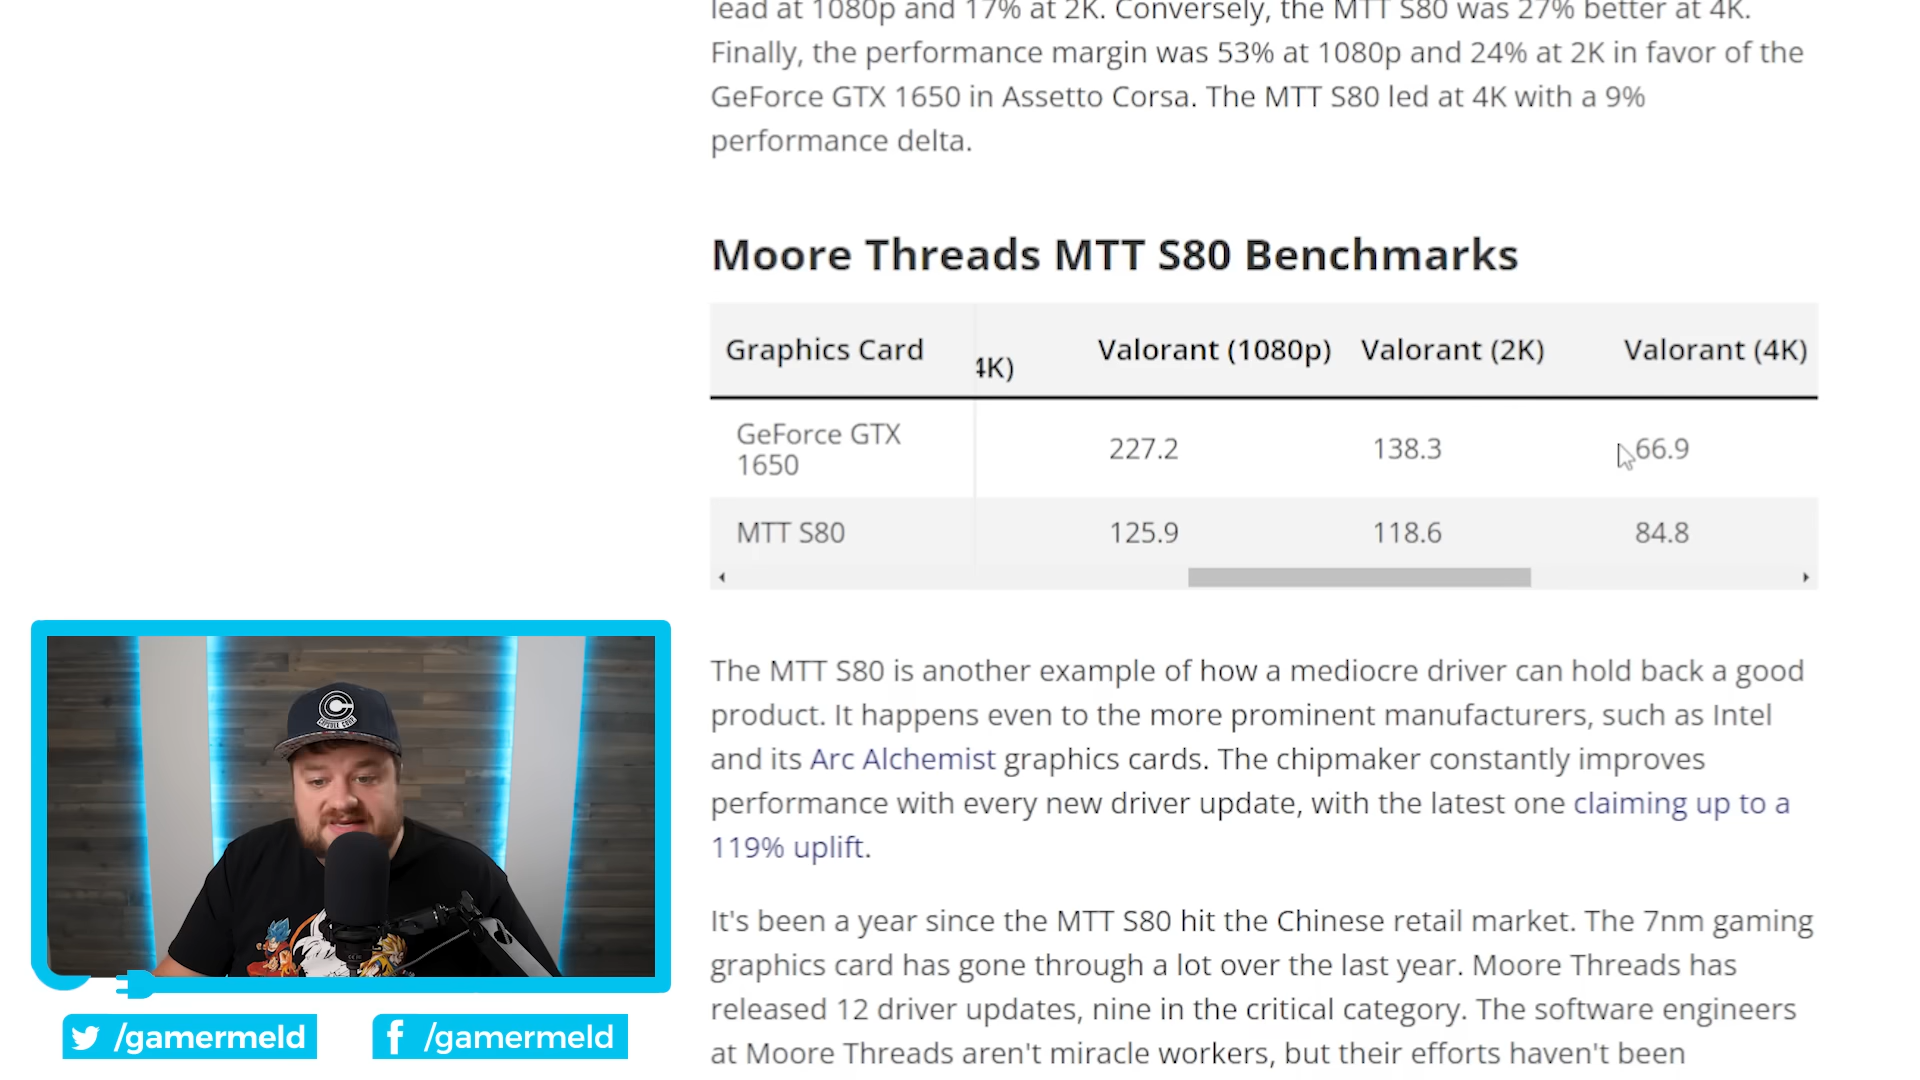 lead at 1080p and 17% at 2K. Conversely, the MTT S80 was 27% better at 4K.
Finally, the performance margin was 53% at 1080p and 24% at 2K in favor of the
GeForce GTX 1650 in Assetto Corsa. The MTT S80 led at 4K with a 9%
performance delta.
Moore Threads MTT S80 Benchmarks
Graphics Card 4K) Valorant (1080p) Valorant (2K) Valorant (4K)
GeForce GTX
1650 227.2 138.3 66.9
MTT S80 125.9 118.6 84.8
The MTT S80 is another example of how a mediocre driver can hold back a good
product. It happens even to the more prominent manufacturers, such as Intel
and its Arc Alchemist graphics cards. The chipmaker constantly improves
performance with every new driver update, with the latest one claiming up to a
119% uplift.
It's been a year since the MTT S80 hit the Chinese retail market. The 7nm gaming
graphics card has gone through a lot over the last year. Moore Threads has
released 12 driver updates, nine in the critical category. The software engineers
at Moore Threads aren't miracle workers, but their efforts haven't been
CAPSULE CORP
/gamermeld /gamermeld